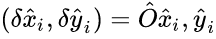 (δx̂ᵢ, δŷᵢ) = Ôx̂ᵢ, ŷᵢ